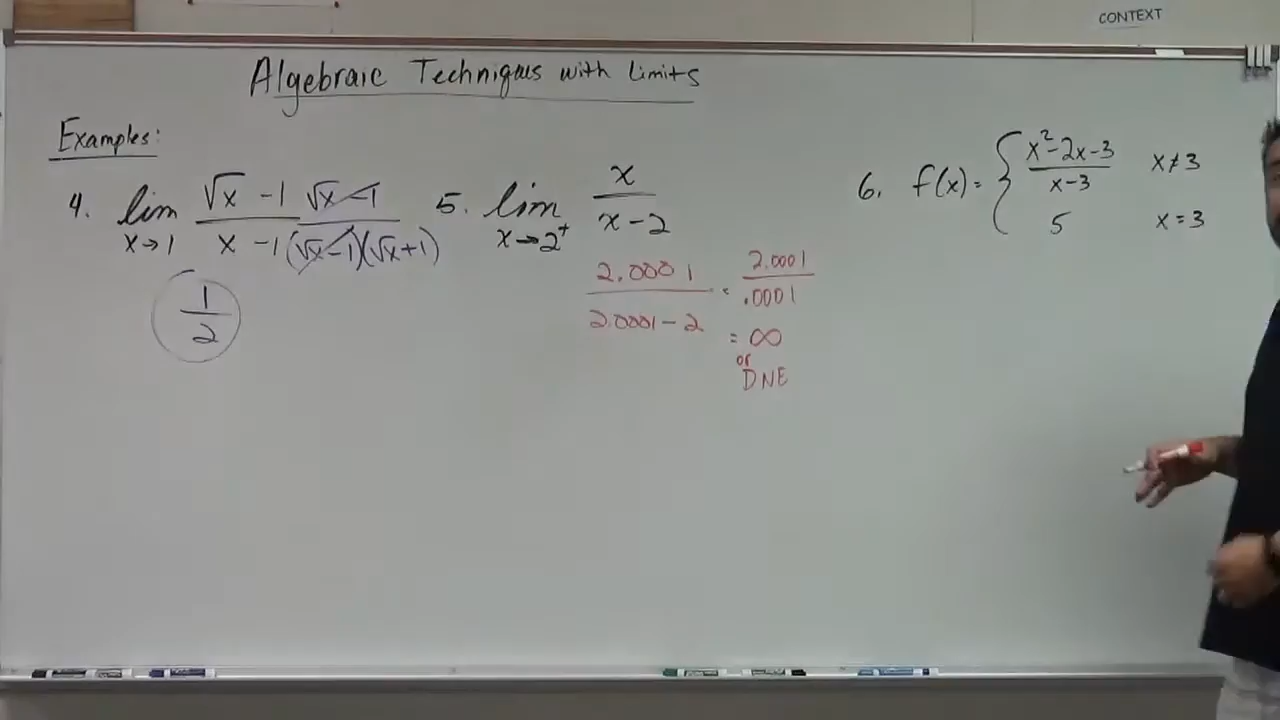 CONTEXT
Algebraic Techniques with Limits
Examples:
4. lim x→1 √x - 1 / x - 1 √x - 1 / (√x - 1)(√x + 1)
1/2
5. lim x→2⁺ x / x - 2
2.0001 / 2.0001 - 2 = 2.0001 / .0001
= ∞
or
DNE
6. f(x) = { x² - 2x - 3 / x - 3 x ≠ 3
5 x = 3